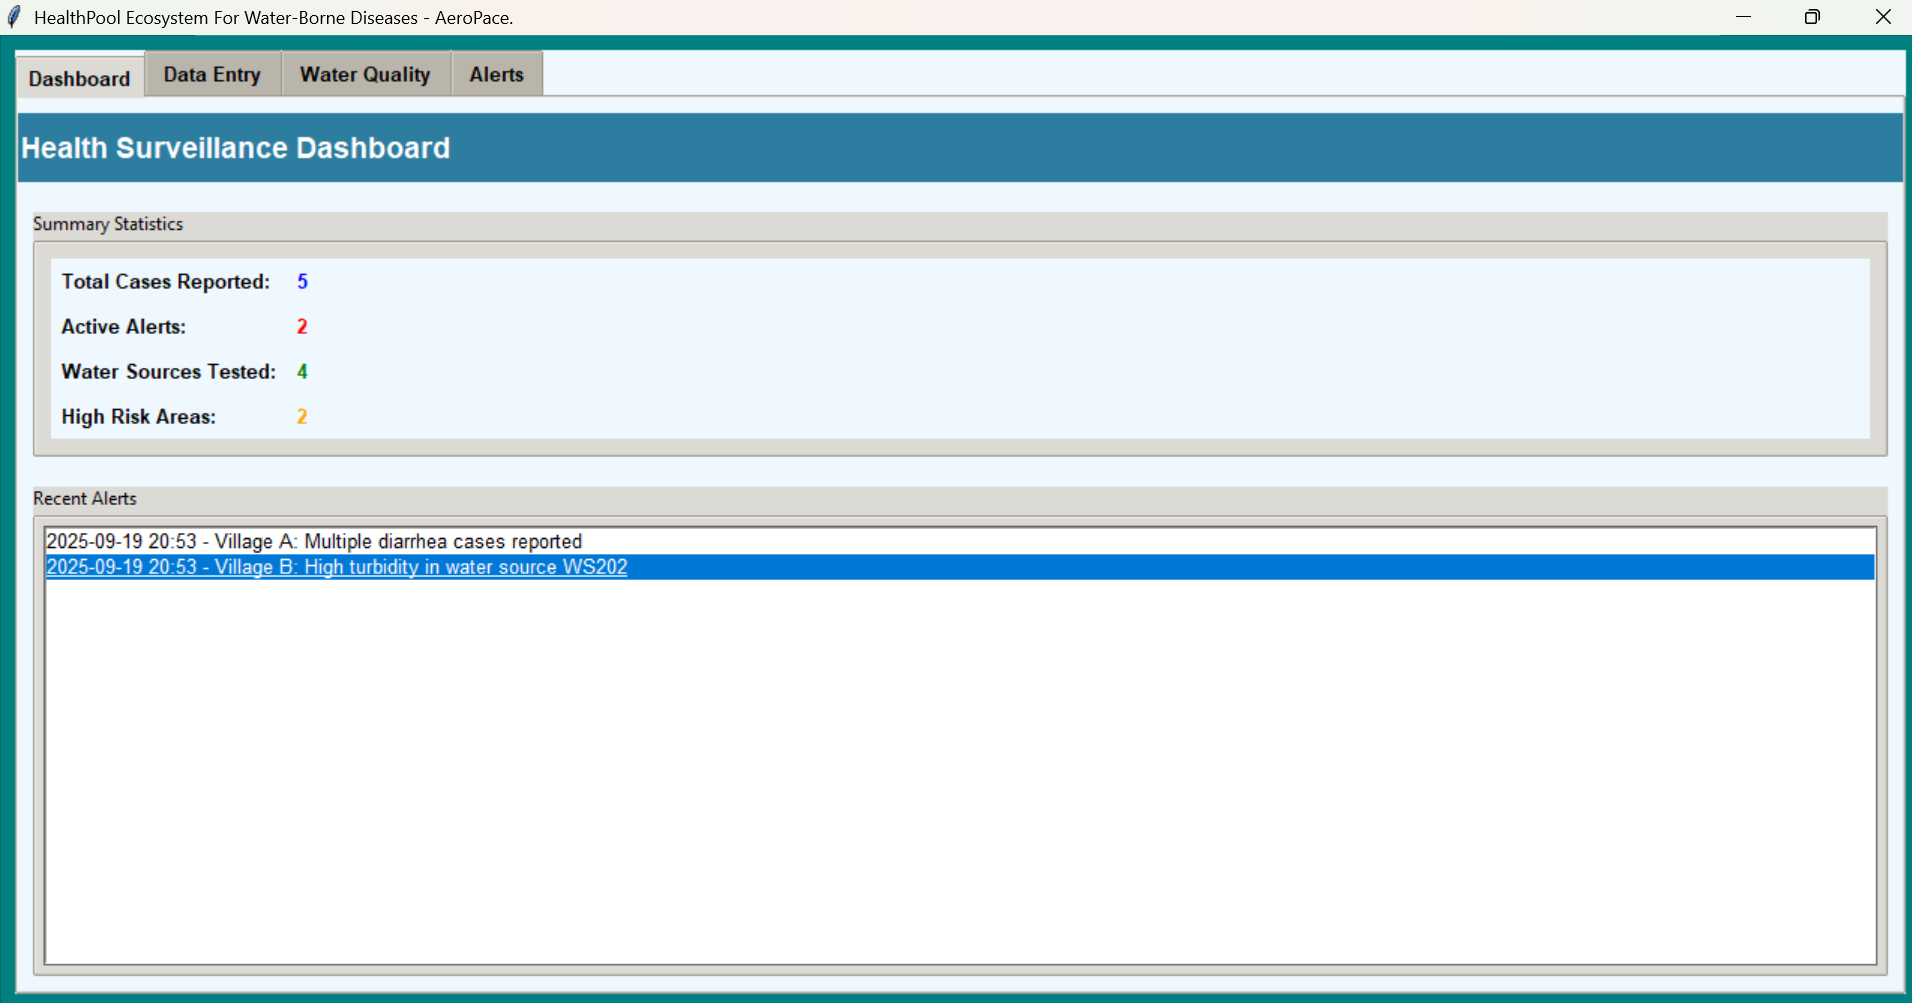 HealthPool Ecosystem For Water-Borne Diseases - AeroPace.
Dashboard Data Entry Water Quality Alerts
Health Surveillance Dashboard
Summary Statistics
Total Cases Reported: 5
Active Alerts: 2
Water Sources Tested: 4
High Risk Areas: 2
Recent Alerts
2025-09-19 20:53 - Village A: Multiple diarrhea cases reported
2025-09-19 20:53 - Village B: High turbidity in water source WS202